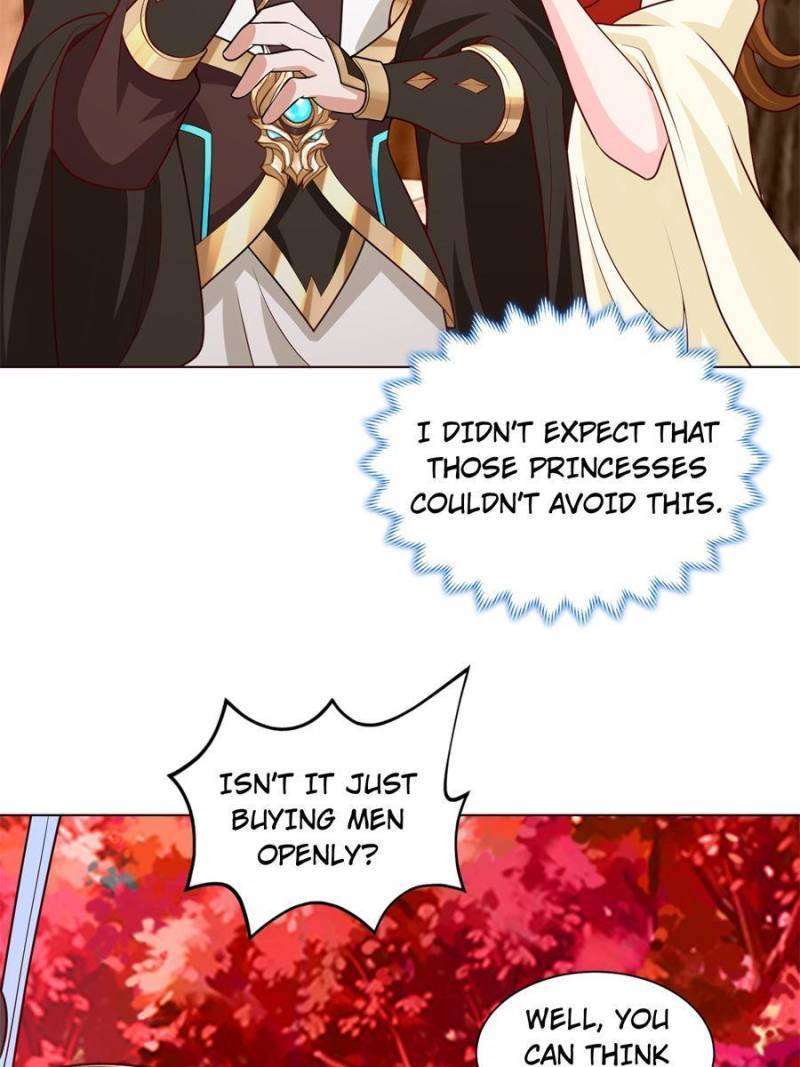 I DIDN'T EXPECT THAT
THOSE PRINCESSES
COULDN'T AVOID THIS.
ISN'T IT JUST
BUYING MEN
OPENLY?
WELL, YOU
CAN THINK